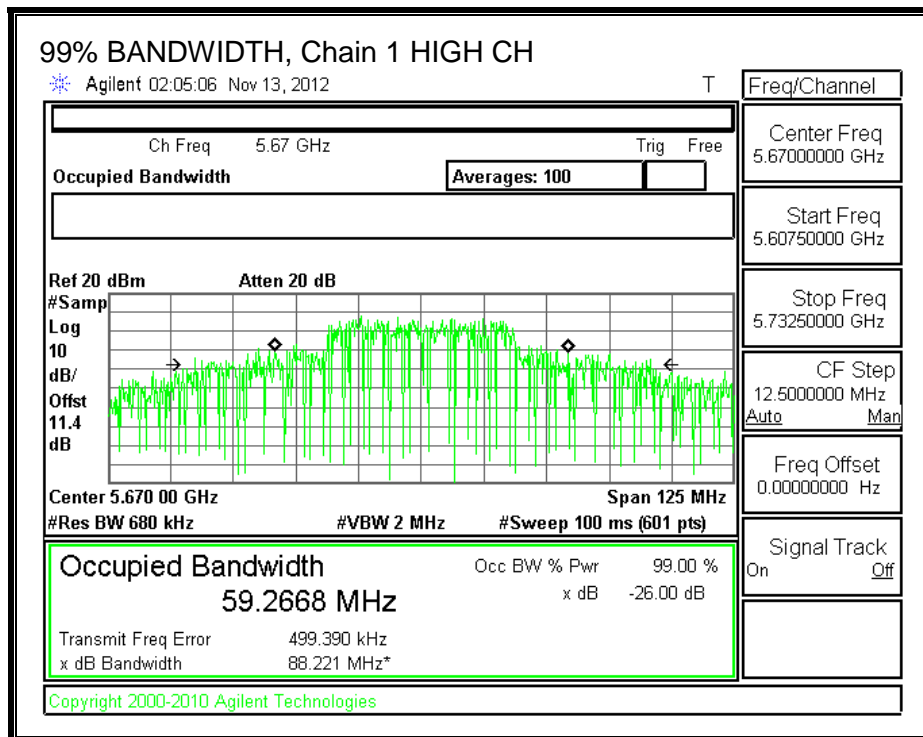 99% BANDWIDTH, Chain 1 HIGH CH
Agilent 02:05:06 Nov 13, 2012 T
Ch Freq 5.67 GHz Trig Free
Occupied Bandwidth Averages: 100
Ref 20 dBm Atten 20 dB
#Samp
Log
10
dB/
Offst
11.4
dB
Center 5.670 00 GHz Span 125 MHz
#Res BW 680 kHz #VBW 2 MHz #Sweep 100 ms (601 pts)
Occupied Bandwidth Occ BW % Pwr 99.00 %
59.2668 MHz x dB -26.00 dB
Transmit Freq Error 499.390 kHz
x dB Bandwidth 88.221 MHz*
Copyright 2000-2010 Agilent Technologies
Freq/Channel
Center Freq
5.67000000 GHz
Start Freq
5.60750000 GHz
Stop Freq
5.73250000 GHz
CF Step
12.5000000 MHz
Auto Man
Freq Offset
0.00000000 Hz
Signal Track
On Off